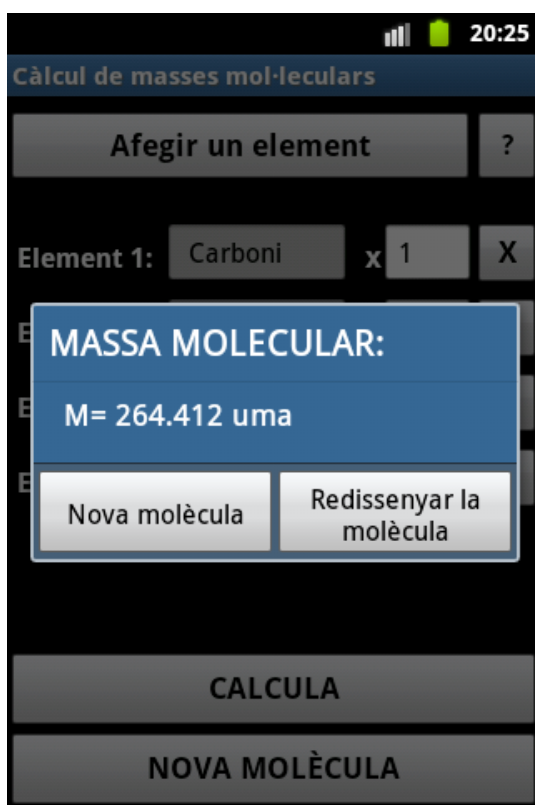 20:25
Càlcul de masses mol·leculars
Afegir un element
?
Element 1:
Carboni
x
1
X
E
MASSA MOLECULAR:
M= 264.412 uma
E
E
Nova molècula
Redissenyar la
molècula
CALCULA
NOVA MOLÈCULA